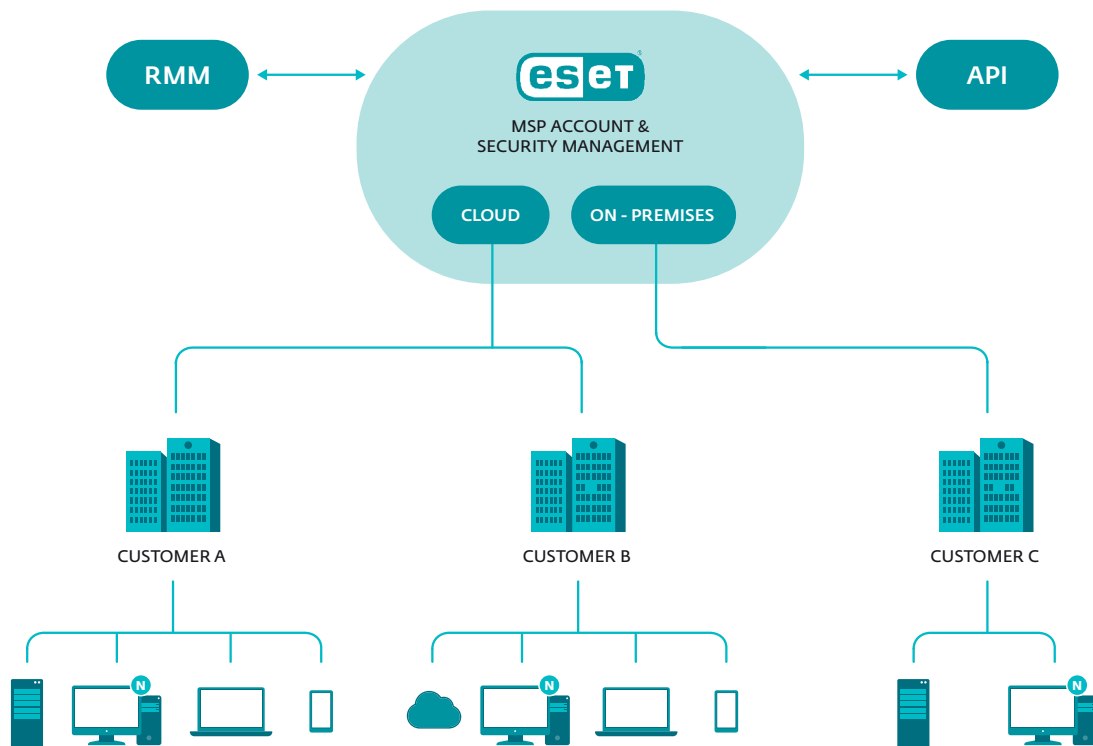 RMM
eset
®
API
MSP ACCOUNT &
SECURITY MANAGEMENT
CLOUD
ON - PREMISES
CUSTOMER A
CUSTOMER B
CUSTOMER C
N
N
N